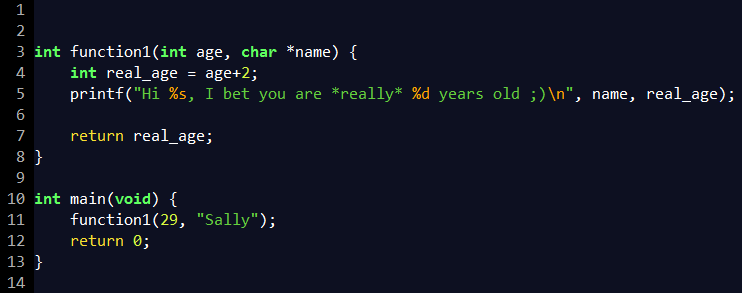 1
2
3 int function1(int age, char *name) {
4     int real_age = age+2;
5     printf("Hi %s, I bet you are *really* %d years old ;)\n", name, real_age);
6
7     return real_age;
8 }
9
10 int main(void) {
11     function1(29, "Sally");
12     return 0;
13 }
14